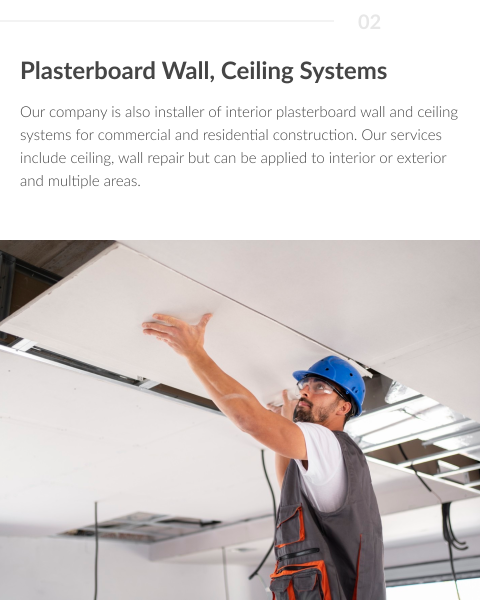 02
Plasterboard Wall, Ceiling Systems
Our company is also installer of interior plasterboard wall and ceiling
systems for commercial and residential construction. Our services
include ceiling, wall repair but can be applied to interior or exterior
and multiple areas.